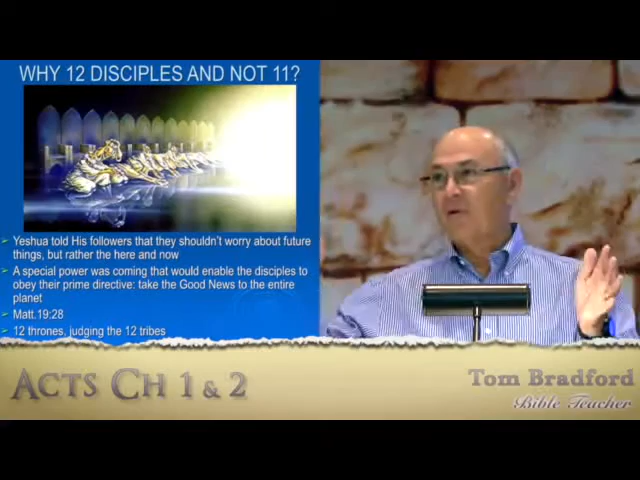 WHY 12 DISCIPLES AND NOT 11?
Yeshua told His followers that they shouldn't worry about future
things, but rather the here and now
A special power was coming that would enable the disciples to
obey their prime directive: take the Good News to the entire
planet
Matt.19:28
12 thrones, judging the 12 tribes
ACTS CH 1 & 2
Tom Bradford
Bible Teacher